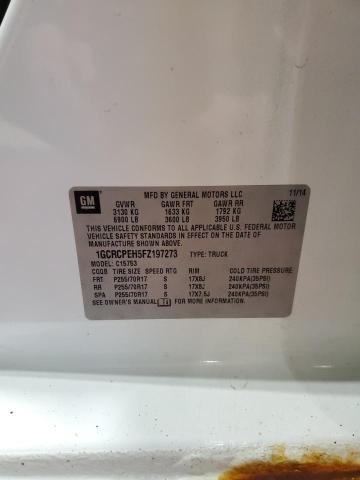 GM
MFD BY GENERAL MOTORS LLC
11/14
GVWR GAWR FRT GAWR RR
3130 KG 1633 KG 1792 KG
6900 LB 3600 LB 3950 LB
THIS VEHICLE CONFORMS TO ALL APPLICABLE U.S. FEDERAL MOTOR
VEHICLE SAFETY STANDARDS IN EFFECT ON THE DATE OF
MANUFACTURE SHOWN ABOVE.
1GCRCPEH5FZ197273 TYPE: TRUCK
MODEL: C15753
CQQB TIRE SIZE SPEED RTG RIM COLD TIRE PRESSURE
FRT P255/70R17 S 17X8J 240KPA(35PSI)
RR P255/70R17 S 17X8J 240KPA(35PSI)
SPA P255/70R17 S 17X7.5J 240KPA(35PSI)
SEE OWNER'S MANUAL FOR MORE INFORMATION.